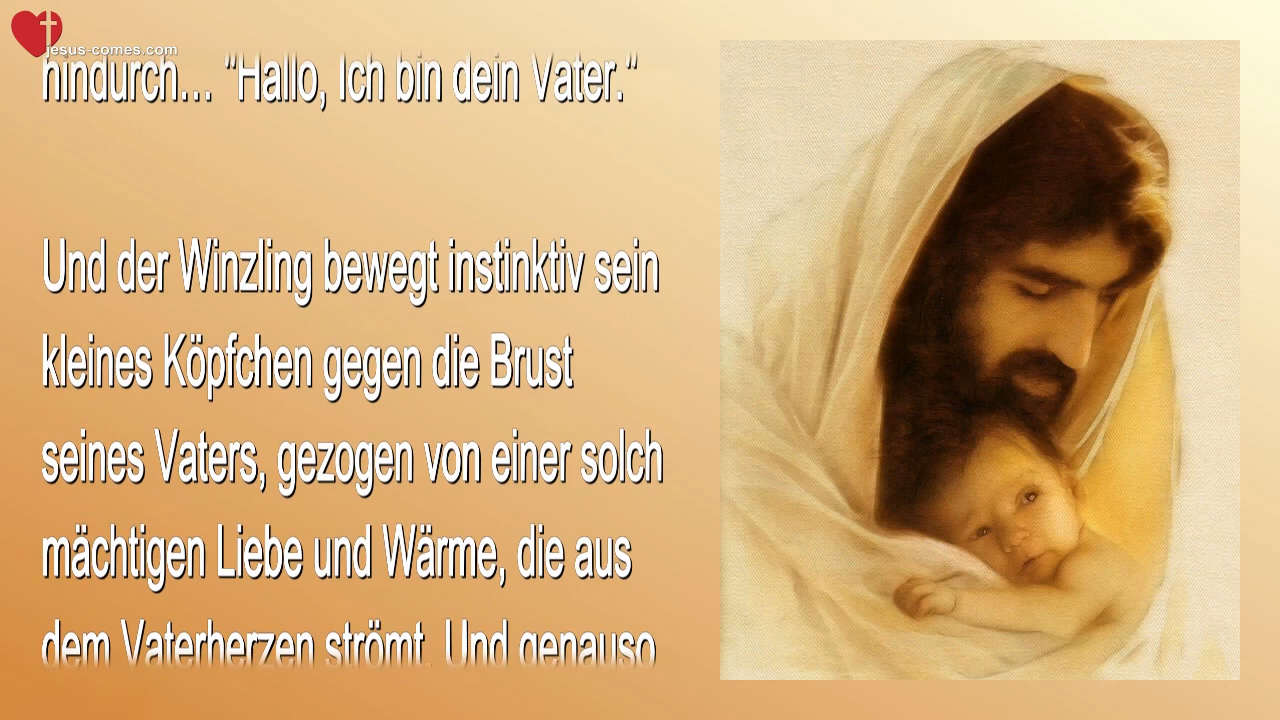 jesus-comes.com
hindurch... "Hallo, Ich bin dein Vater."
Und der Winzling bewegt instinktiv sein
kleines Köpfchen gegen die Brust
seines Vaters, gezogen von einer solch
mächtigen Liebe und Wärme, die aus
dem Vaterherzen strömt. Und genauso